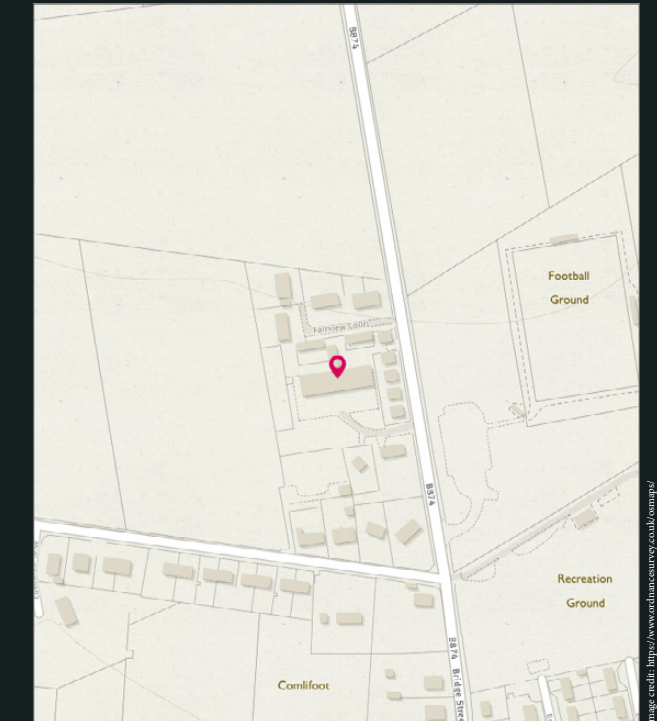 B874
Football
Ground
Fairview Court
B874
Recreation
Ground
B874 Bridge Street
Comlifoot
mage credit: https://www.ordnancesurvey.co.uk/osmaps/